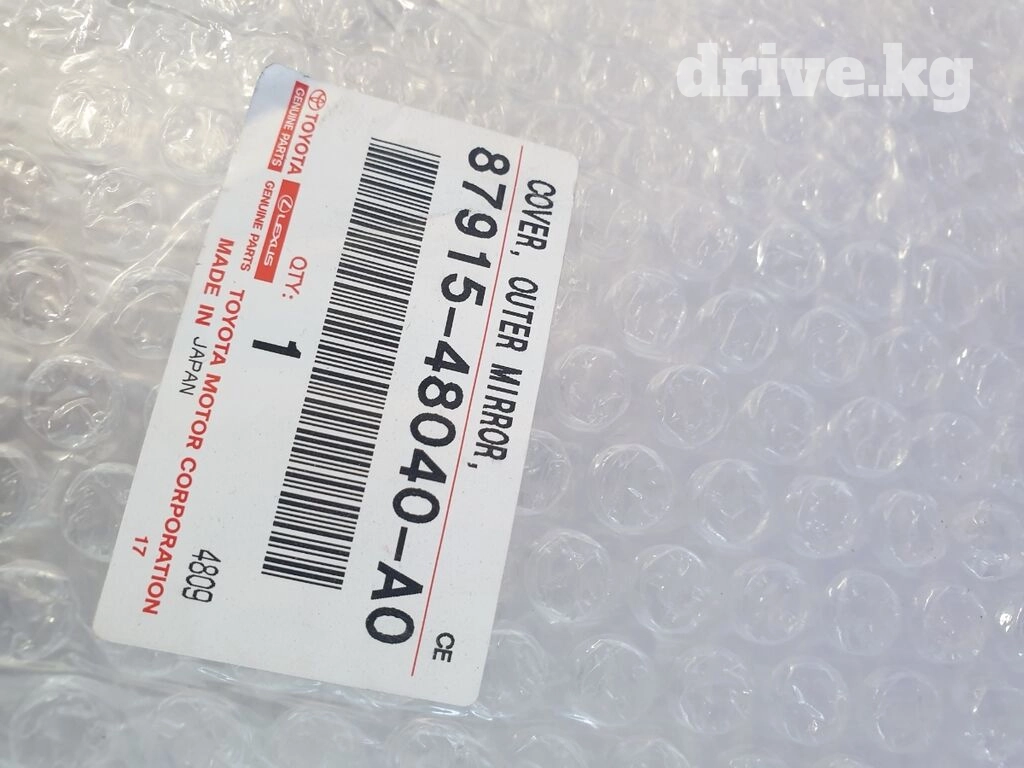 drive.kg
COVER, OUTER MIRROR,
CE
87915-48040-A0
TOYOTA
GENUINE PARTS
LEXUS
GENUINE PARTS
QTY:
1
TOYOTA MOTOR CORPORATION
MADE IN JAPAN
4809
17